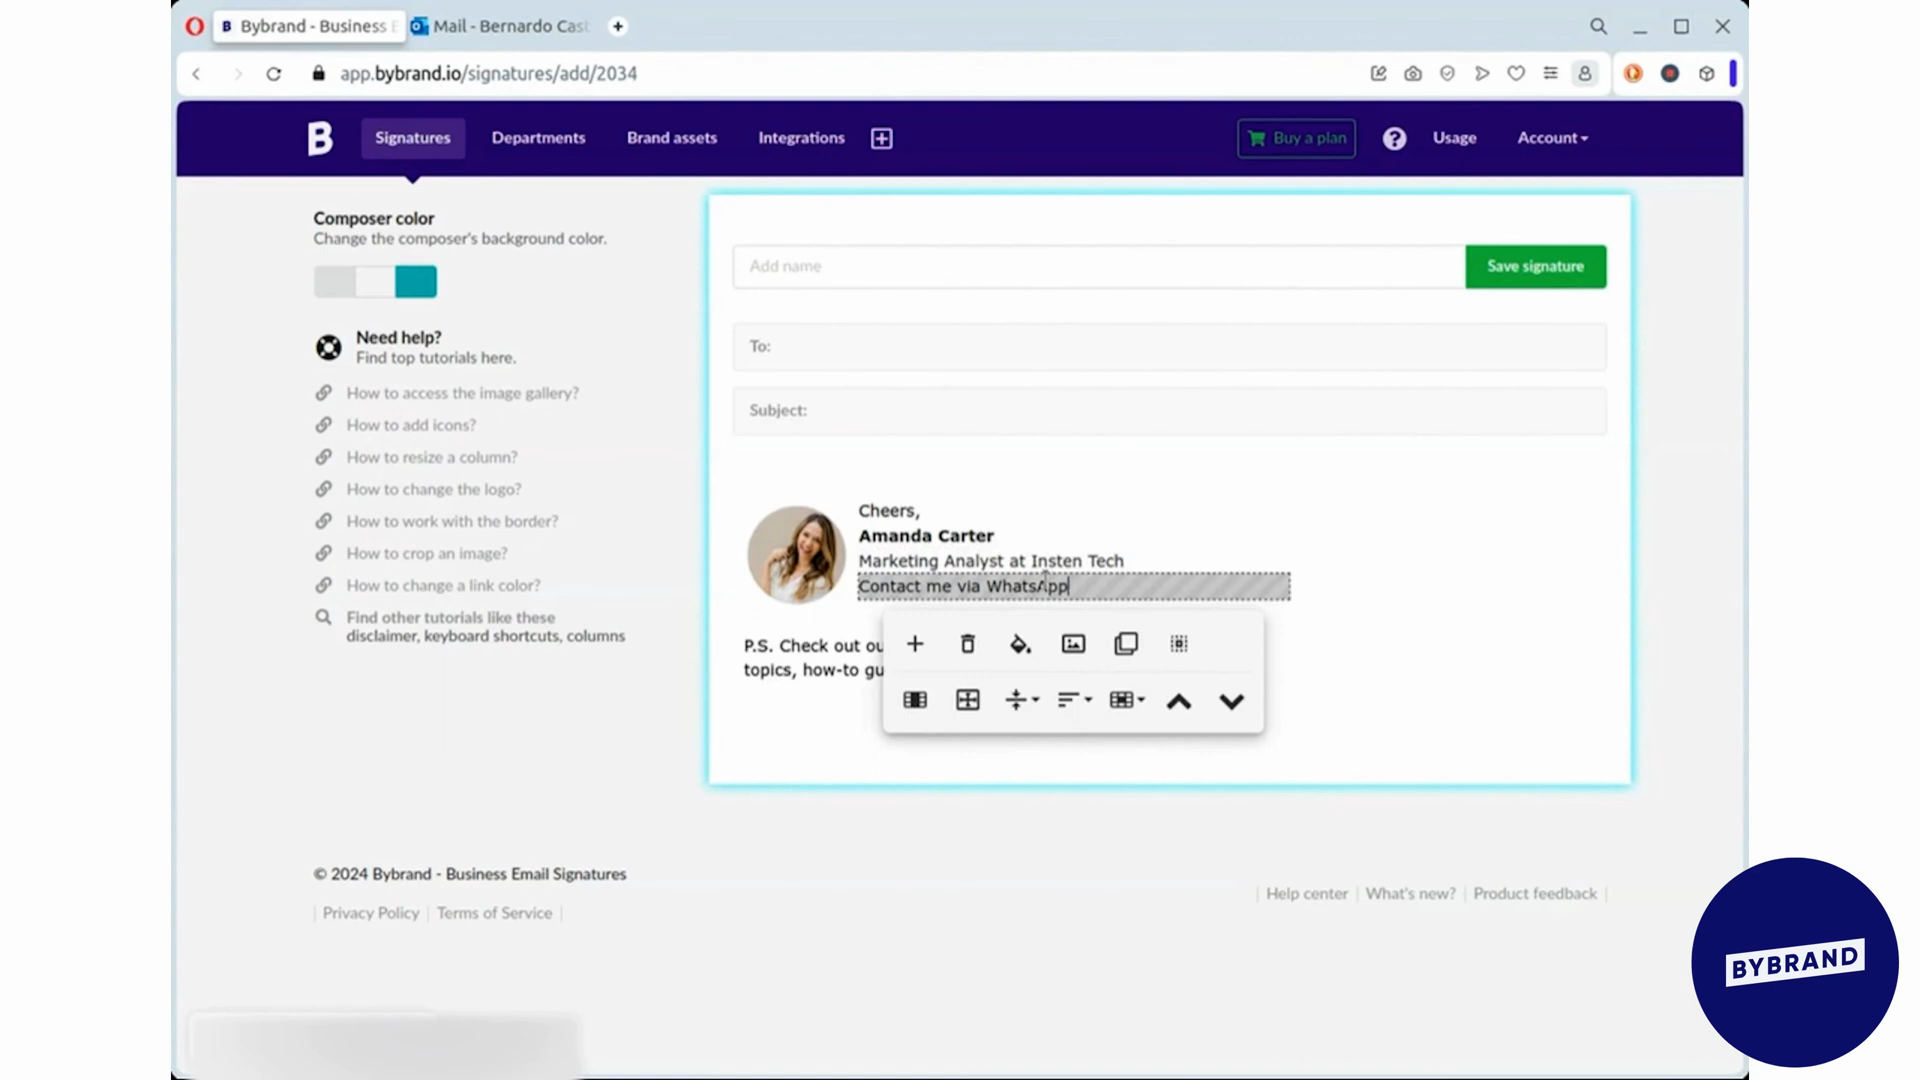 Bybrand - Business E
Mail - Bernardo Cast
app.bybrand.io/signatures/add/2034
B Signatures Departments Brand assets Integrations
Buy a plan ? Usage Account
Composer color
Change the composer's background color.
Need help?
Find top tutorials here.
How to access the image gallery?
How to add icons?
How to resize a column?
How to change the logo?
How to work with the border?
How to crop an image?
How to change a link color?
Find other tutorials like these
disclaimer, keyboard shortcuts, columns
Add name
Save signature
To:
Subject:
Cheers,
Amanda Carter
Marketing Analyst at Insten Tech
Contact me via WhatsApp
P.S. Check out ou
topics, how-to gu
© 2024 Bybrand - Business Email Signatures
Privacy Policy | Terms of Service |
| Help center | What's new? | Product feedback |
BYBRAND